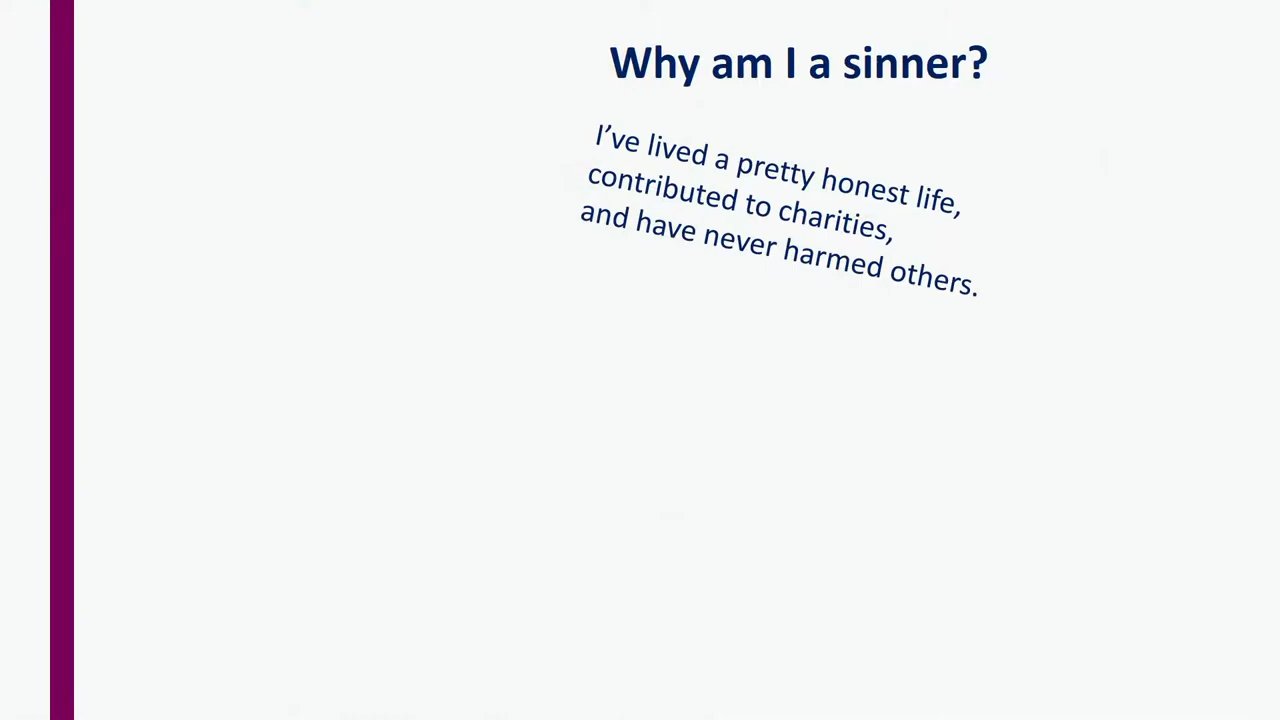 Why am I a sinner?
I’ve lived a pretty honest life,
contributed to charities,
and have never harmed others.